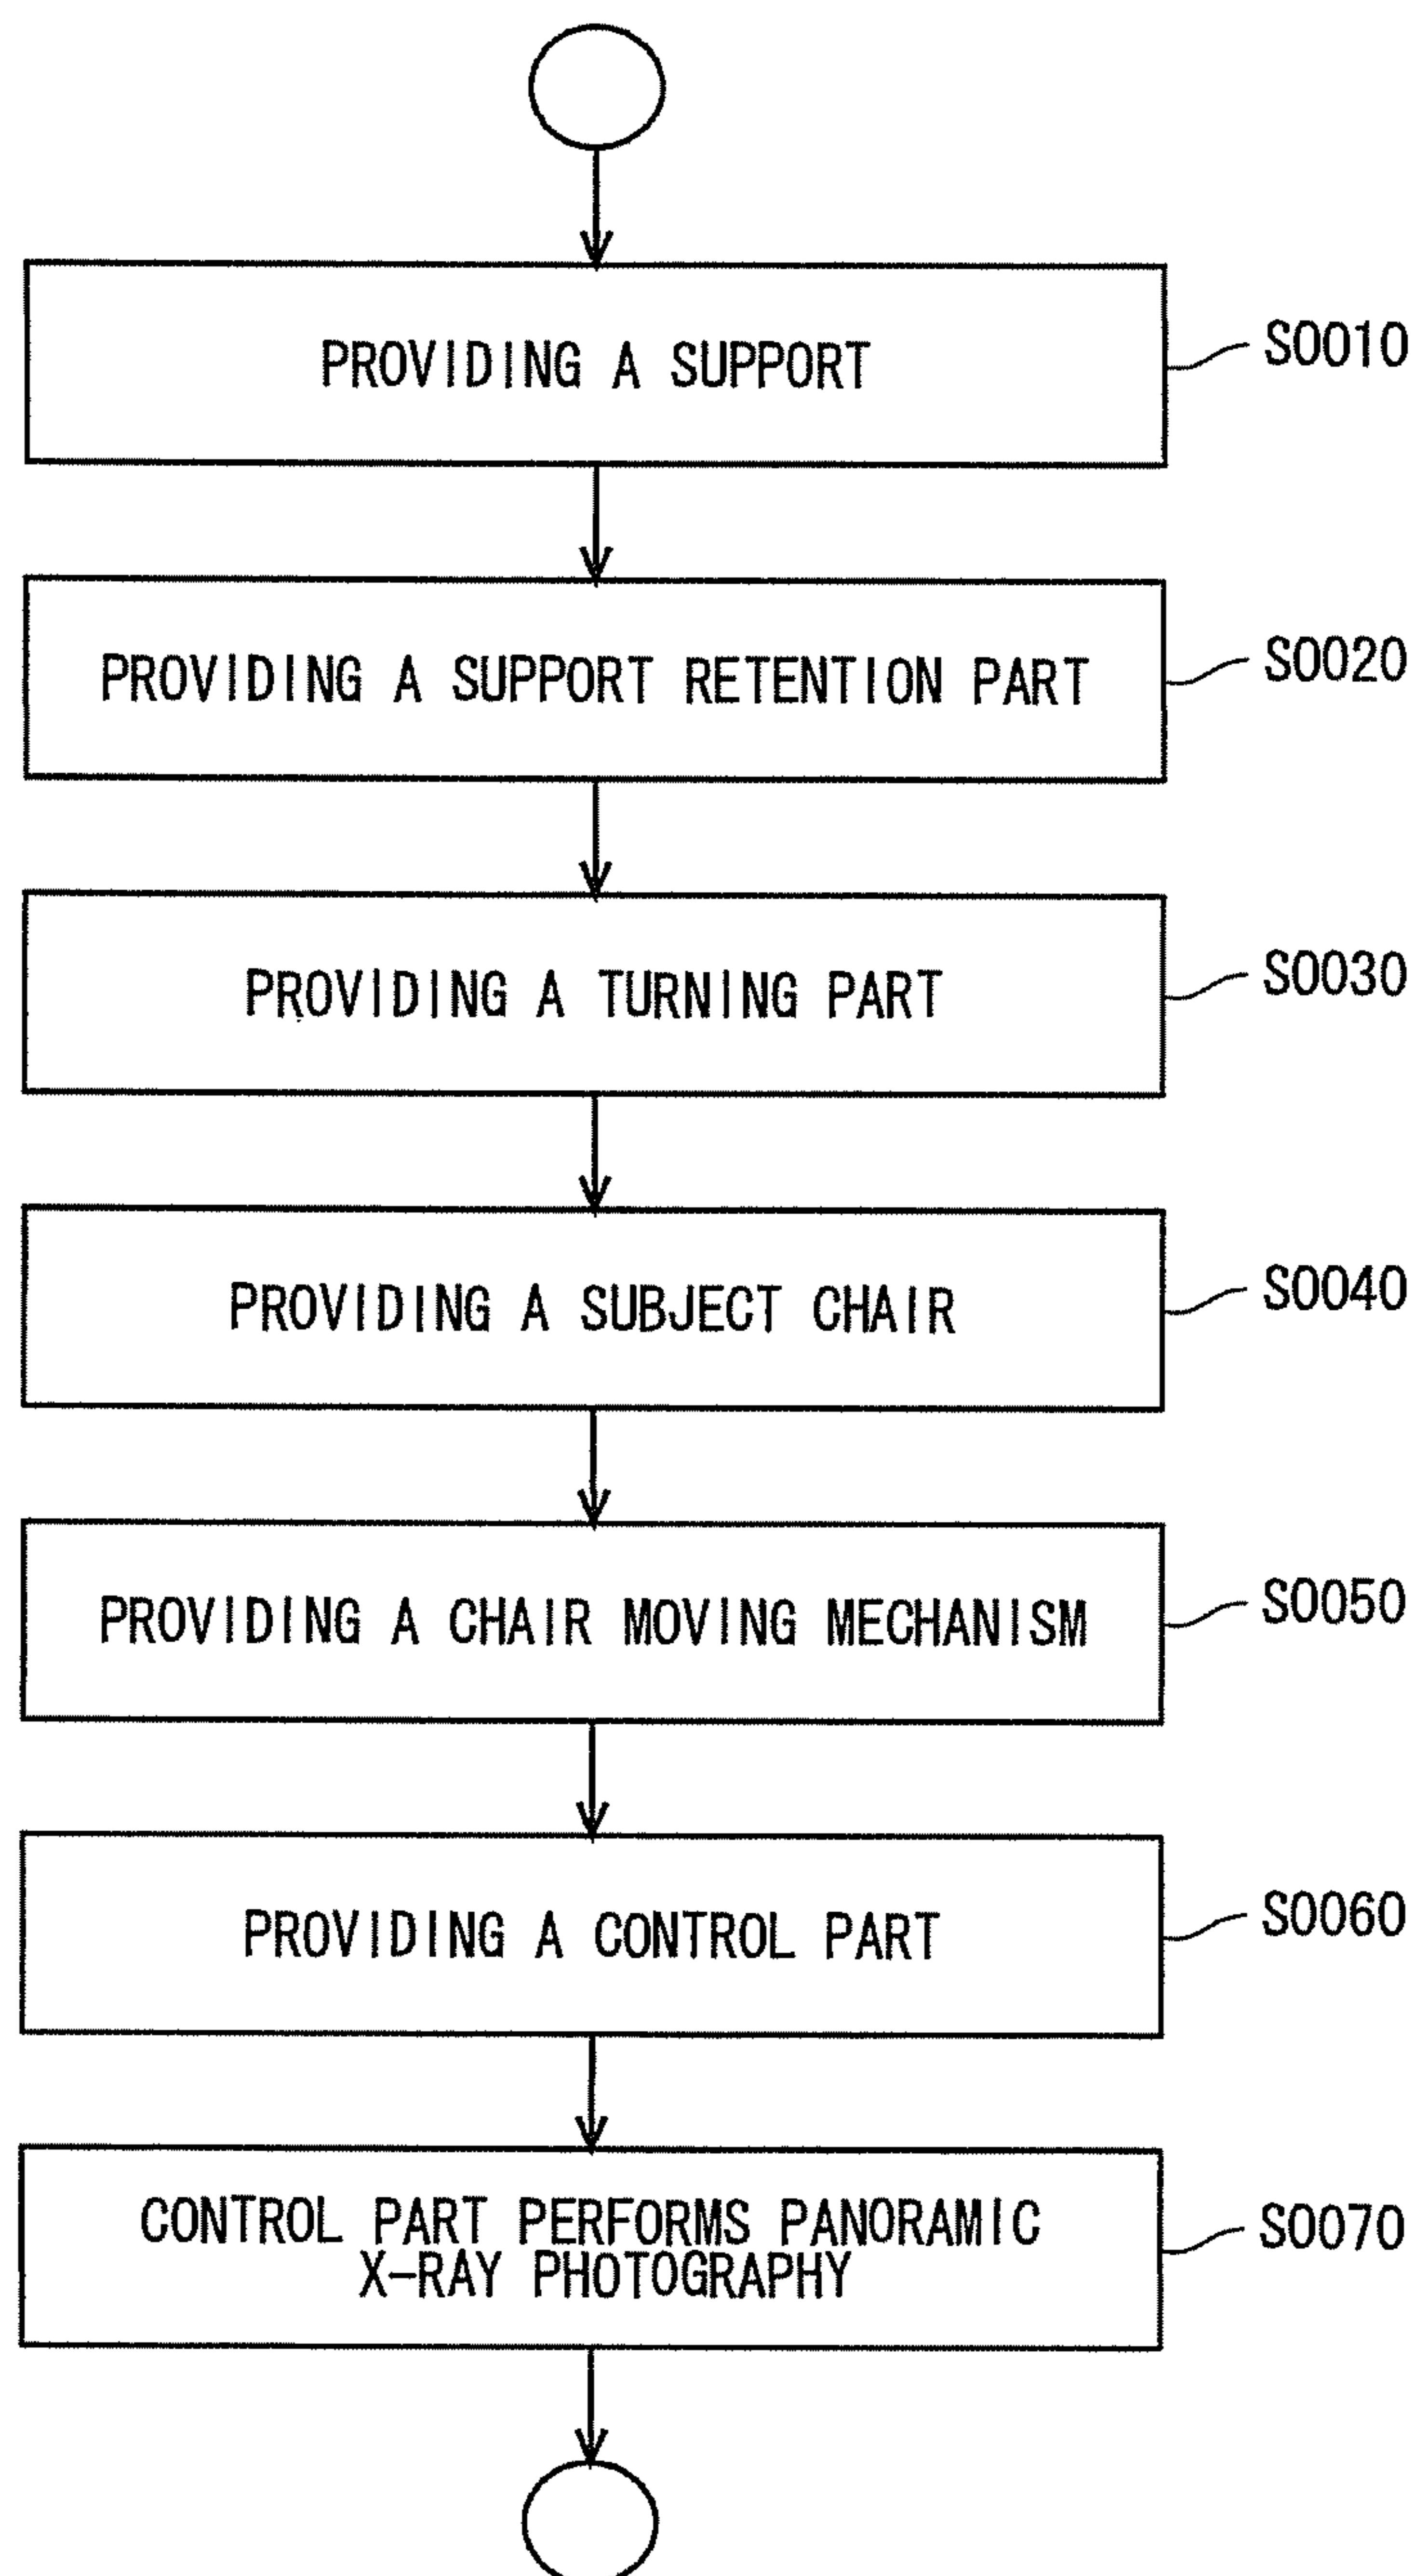 PROVIDING A SUPPORT
S0010
PROVIDING A SUPPORT RETENTION PART
S0020
PROVIDING A TURNING PART
S0030
PROVIDING A SUBJECT CHAIR
S0040
PROVIDING A CHAIR MOVING MECHANISM
S0050
PROVIDING A CONTROL PART
S0060
CONTROL PART PERFORMS PANORAMIC
X-RAY PHOTOGRAPHY
S0070